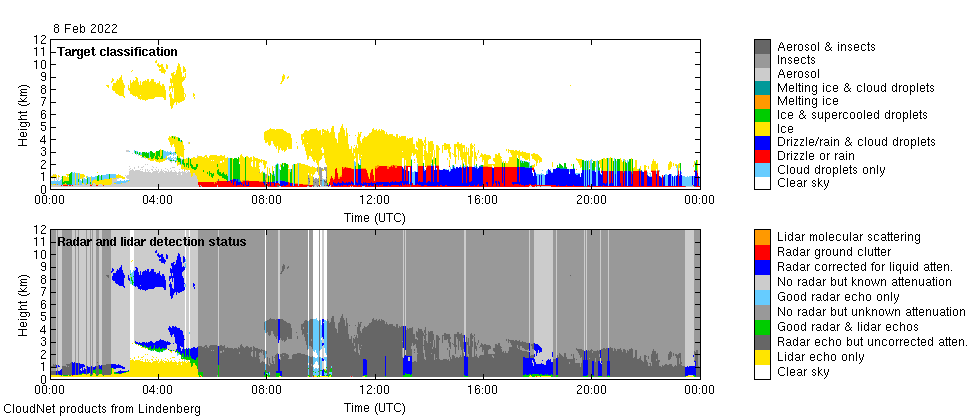 8 Feb 2022
12
11
10
9
8
7
6
5
4
3
2
1
0
Height (km)
Target classification
00:00 04:00 08:00 12:00 16:00 20:00 00:00
Time (UTC)
Aerosol & insects
Insects
Aerosol
Melting ice & cloud droplets
Melting ice
Ice & supercooled droplets
Ice
Drizzle/rain & cloud droplets
Drizzle or rain
Cloud droplets only
Clear sky
12
11
10
9
8
7
6
5
4
3
2
1
0
Height (km)
Radar and lidar detection status
00:00 04:00 08:00 12:00 16:00 20:00 00:00
Time (UTC)
Lidar molecular scattering
Radar ground clutter
Radar corrected for liquid atten.
No radar but known attenuation
Good radar echo only
No radar but unknown attenuation
Good radar & lidar echos
Radar echo but uncorrected atten.
Lidar echo only
Clear sky
CloudNet products from Lindenberg